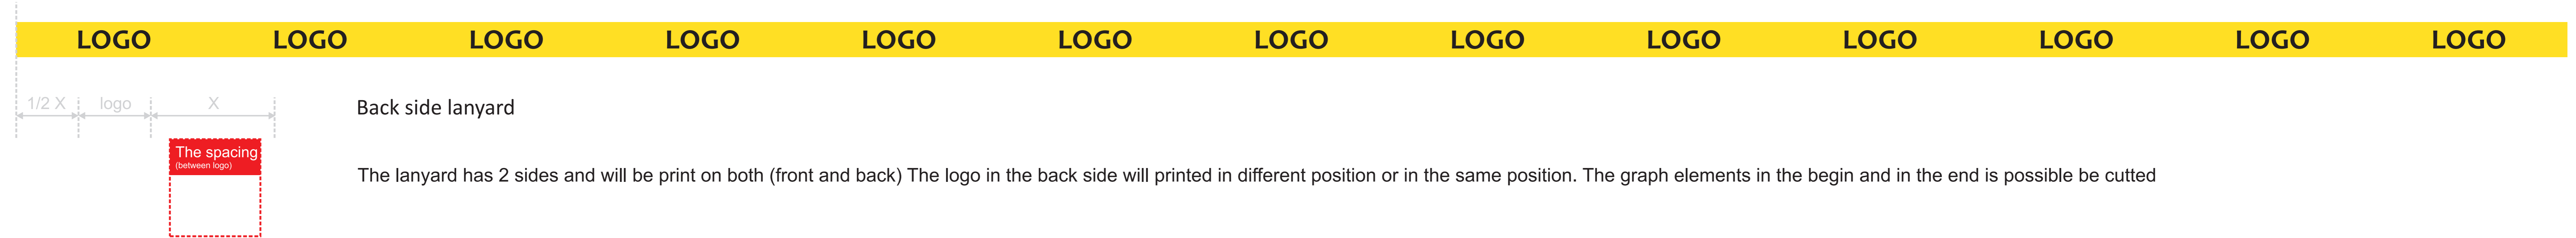 LOGO LOGO LOGO LOGO LOGO LOGO LOGO LOGO LOGO LOGO LOGO LOGO LOGO
1/2 X logo X
Back side lanyard
The spacing
(between logo)
The lanyard has 2 sides and will be print on both (front and back) The logo in the back side will printed in different position or in the same position. The graph elements in the begin and in the end is possible be cutted